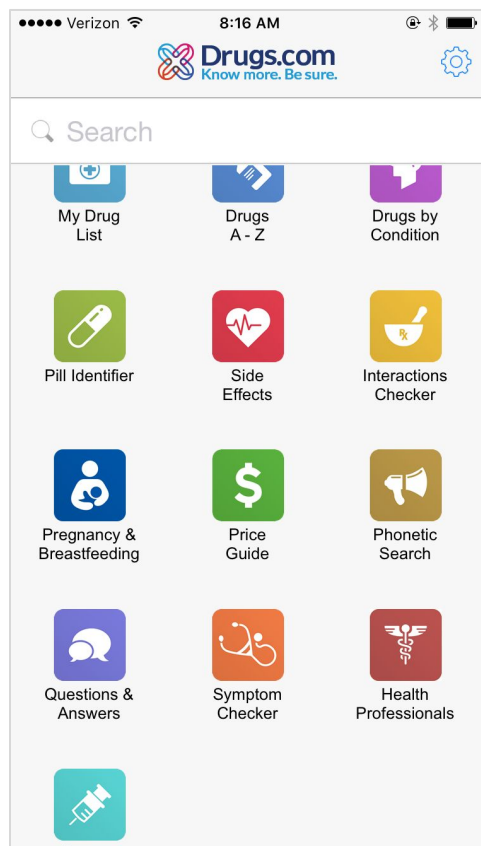 Verizon 8:16 AM
Drugs.com
Know more. Be sure.
Search
My Drug
List
Drugs
A - Z
Drugs by
Condition
Pill Identifier
Side
Effects
Interactions
Checker
Pregnancy &
Breastfeeding
Price
Guide
Phonetic
Search
Questions &
Answers
Symptom
Checker
Health
Professionals